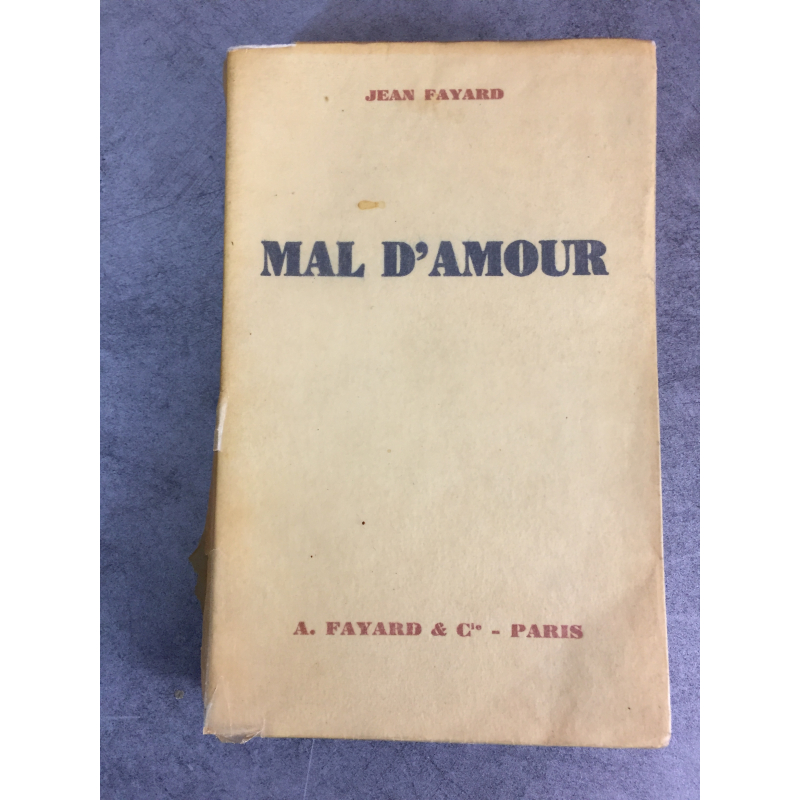 JEAN FAYARD
MAL D'AMOUR
A. FAYARD & Cie - PARIS